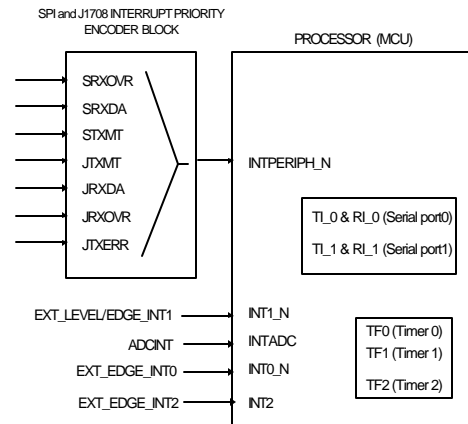 SPI and J1708 INTERRUPT PRIORITY
ENCODER BLOCK
PROCESSOR (MCU)
SRXOVR
SRXDA
STXMT
JTXMT
JRXDA
JRXOVR
JTXERR
INTPERIPH_N
TI_0 & RI_0 (Serial port0)
TI_1 & RI_1 (Serial port1)
EXT_LEVEL/EDGE_INT1
INT1_N
ADCINT
INTADC
EXT_EDGE_INT0
INT0_N
EXT_EDGE_INT2
INT2
TF0 (Timer 0)
TF1 (Timer 1)
TF2 (Timer 2)